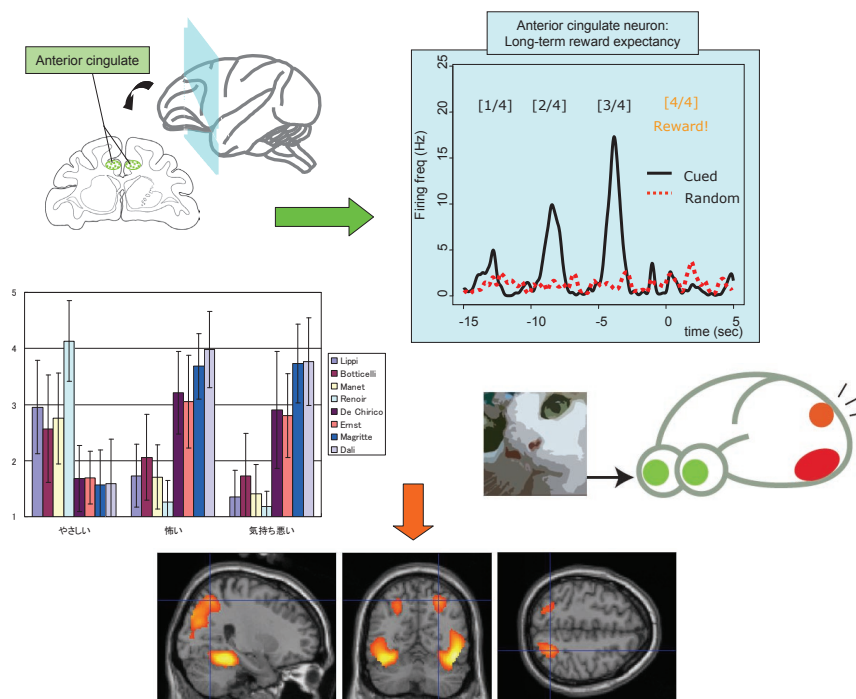 Anterior cingulate
Anterior cingulate neuron:
Long-term reward expectancy
Firing freq (Hz)
25
20
15
10
5
0
[1/4] [2/4] [3/4] [4/4]
Reward!
Cued
Random
-15 -10 -5 0 5
time (sec)
5
4
3
2
1
やさしい 怖い 気持ち悪い
Lippi
Botticelli
Manet
Renoir
De Chirico
Ernst
Magritte
Dali